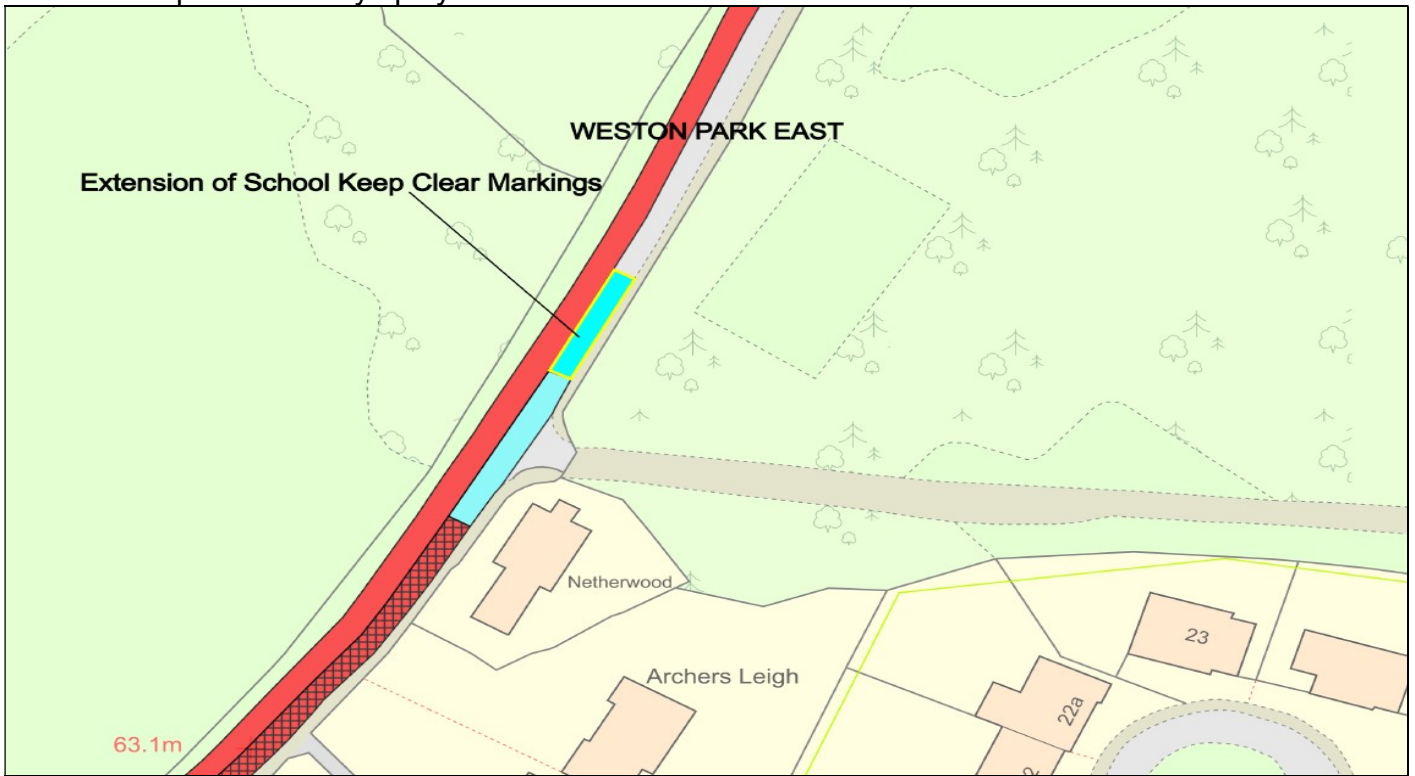 WESTON PARK EAST
Extension of School Keep Clear Markings
Netherwood
Archers Leigh
23
22a
63.1m